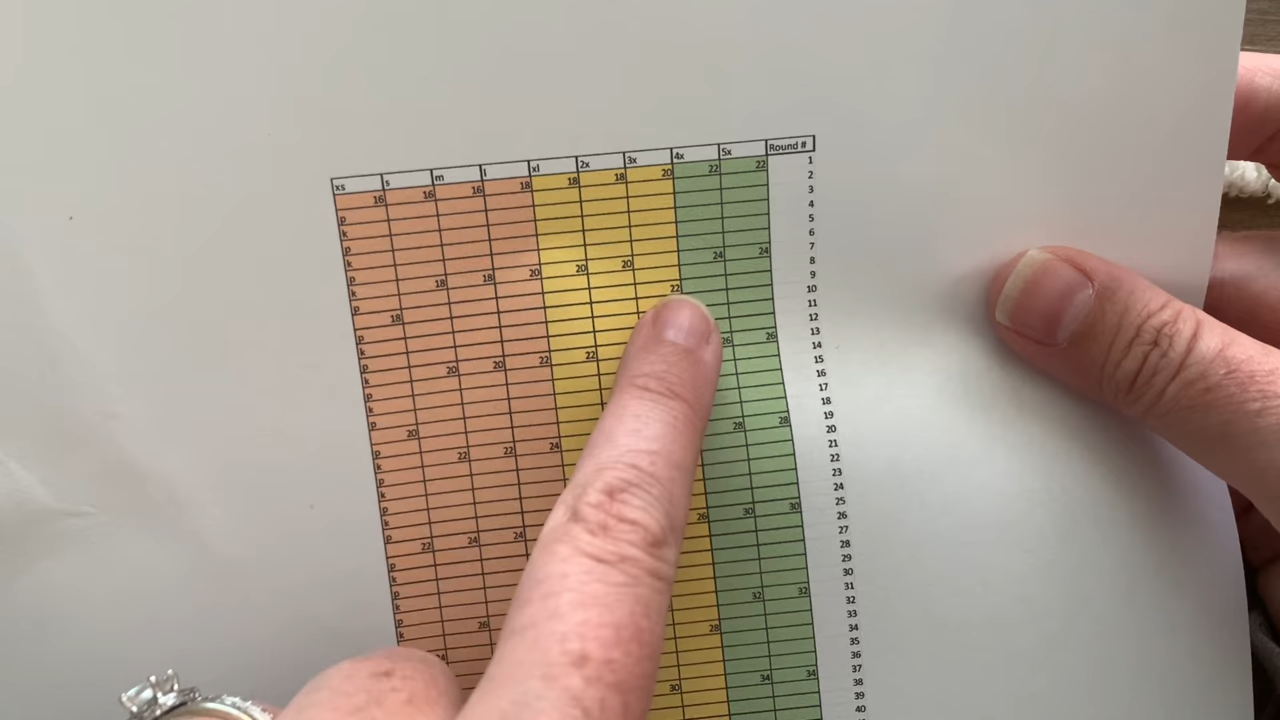 xs s m l xl 2x 3x 4x 5x Round #
16 16 16 18 18 18 20 22 22 1
p 2
k 3
p 4
k 5
p 6
k 18 18 20 20 20 24 24 7
p 8
18 22 9
p 10
k 11
p 12
k 20 20 22 22 26 26 13
p 14
k 15
p 16
20 17
p 18
k 22 22 24 28 28 19
p 20
k 21
p 22
k 23
p 24
22 24 24 26 30 30 25
p 26
k 27
p 28
k 29
p 30
k 26 32 32 31
32
28 33
34
35
36
30 34 34 37
38
39
40